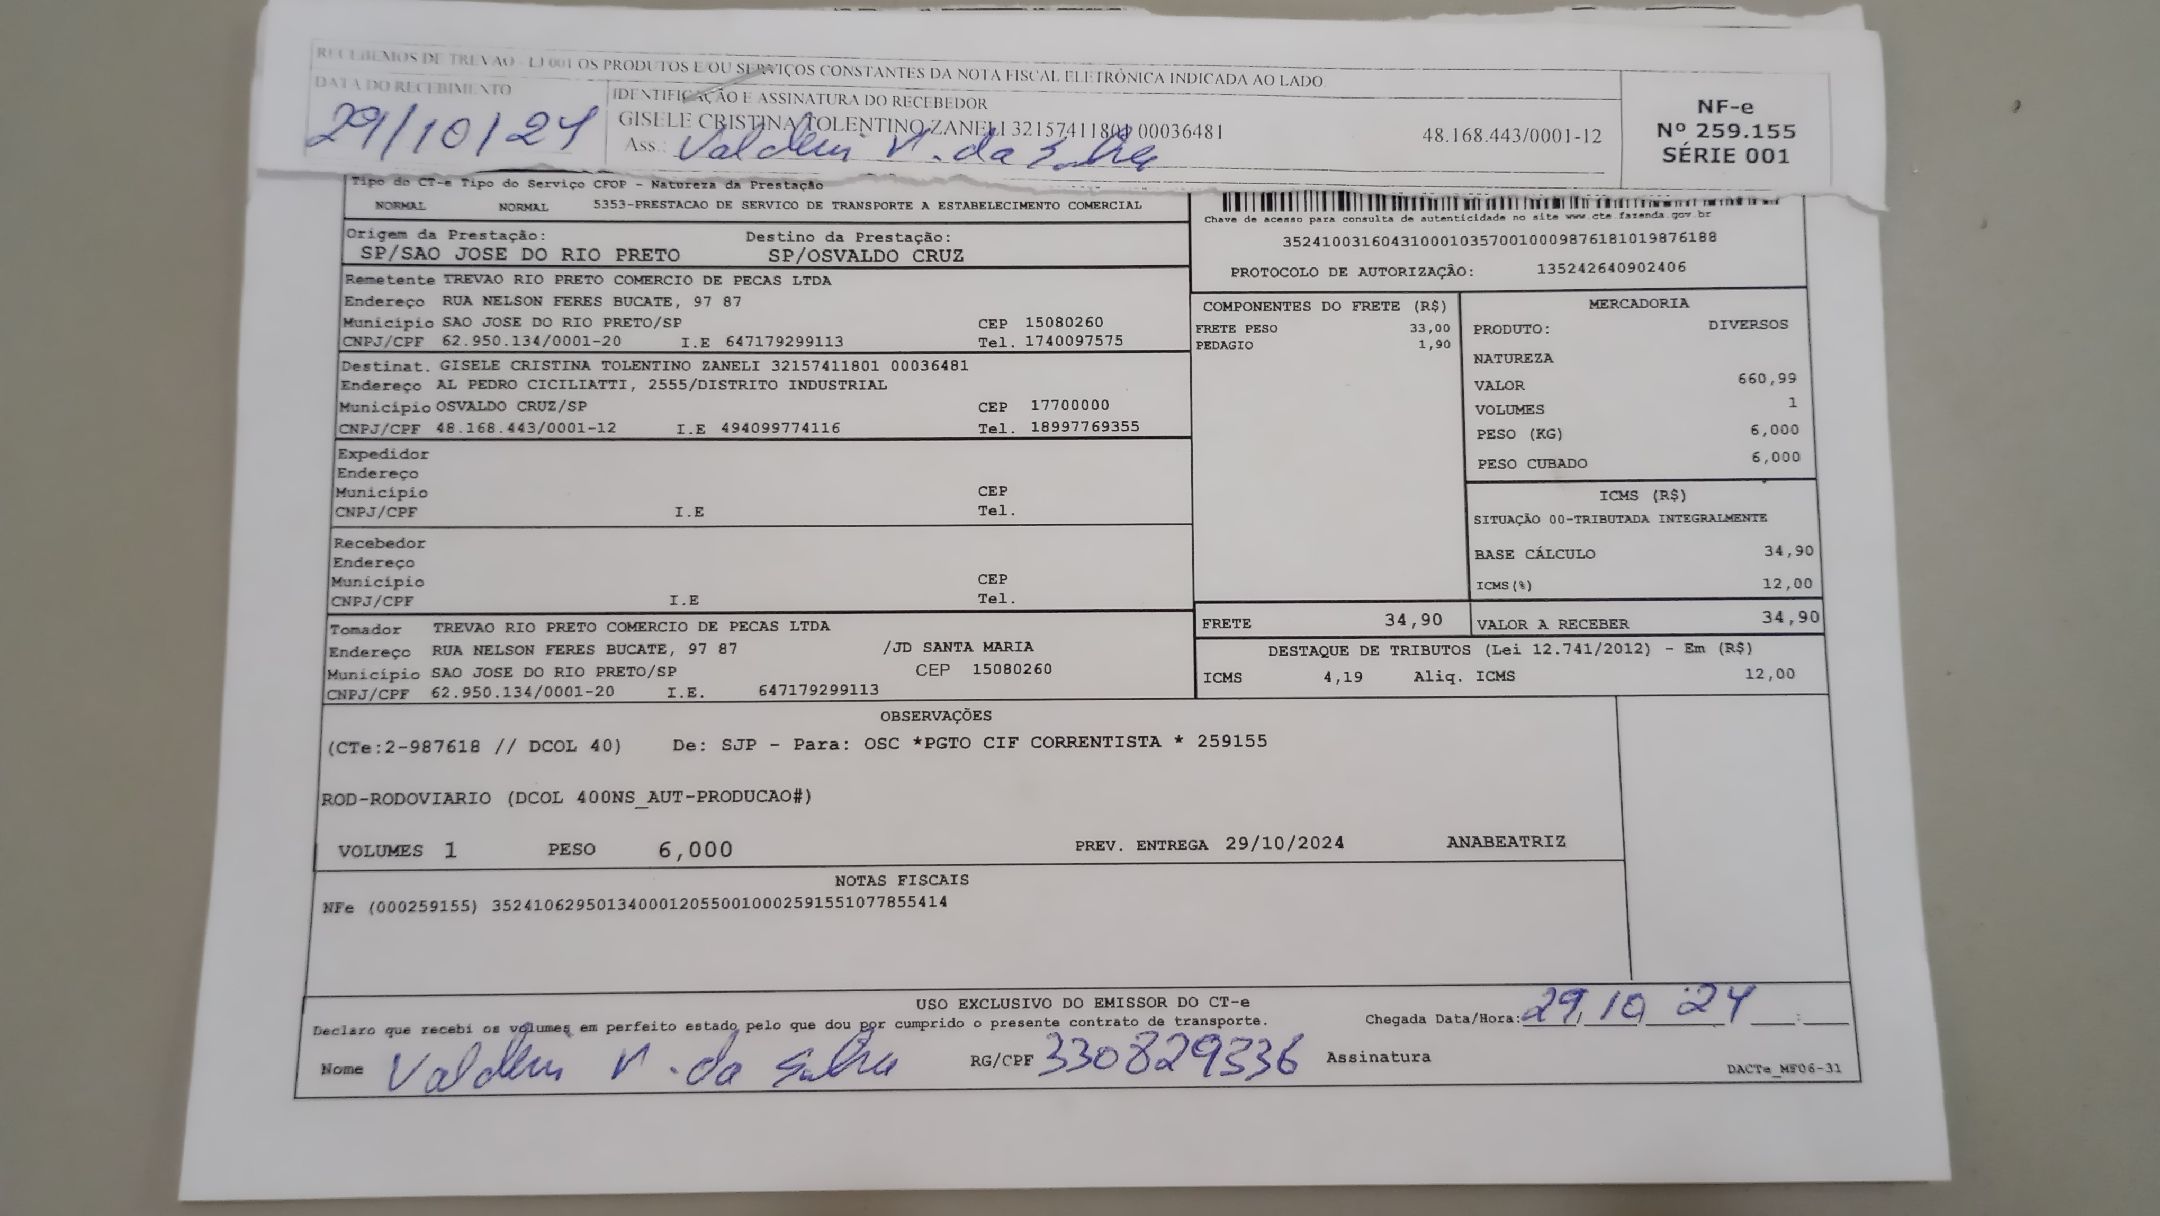 RECEBEMOS DE TREVAO - LJ 001 OS PRODUTOS E/OU SERVIÇOS CONSTANTES DA NOTA FISCAL ELETRÔNICA INDICADA AO LADO
DATA DO RECEBIMENTO
29/10/24
IDENTIFICAÇÃO E ASSINATURA DO RECEBEDOR
GISELE CRISTINA TOLENTINO ZANELI 32157411801 00036481 48.168.443/0001-12
Ass.: Valdeni N. da Silva
NF-e
Nº 259.155
SÉRIE 001
Tipo do CT-e Tipo do Serviço CFOP - Natureza da Prestação
NORMAL NORMAL 5353-PRESTACAO DE SERVICO DE TRANSPORTE A ESTABELECIMENTO COMERCIAL
Origem da Prestação: Destino da Prestação:
SP/SAO JOSE DO RIO PRETO SP/OSVALDO CRUZ
Chave de acesso para consulta de autenticidade no site www.cte.fazenda.gov.br
35241003160431000103570010009876181019876188
PROTOCOLO DE AUTORIZAÇÃO: 135242640902406
Remetente TREVAO RIO PRETO COMERCIO DE PECAS LTDA
Endereço RUA NELSON FERES BUCATE, 97 87
Município SAO JOSE DO RIO PRETO/SP CEP 15080260
CNPJ/CPF 62.950.134/0001-20 I.E 647179299113 Tel. 1740097575
Destinat. GISELE CRISTINA TOLENTINO ZANELI 32157411801 00036481
Endereço AL PEDRO CICILIATTI, 2555/DISTRITO INDUSTRIAL
Município OSVALDO CRUZ/SP CEP 17700000
CNPJ/CPF 48.168.443/0001-12 I.E 494099774116 Tel. 18997769355
Expedidor
Endereço
Município CEP
CNPJ/CPF I.E Tel.
Recebedor
Endereço
Município CEP
CNPJ/CPF I.E Tel.
Tomador TREVAO RIO PRETO COMERCIO DE PECAS LTDA
Endereço RUA NELSON FERES BUCATE, 97 87 /JD SANTA MARIA
Município SAO JOSE DO RIO PRETO/SP CEP 15080260
CNPJ/CPF 62.950.134/0001-20 I.E. 647179299113
COMPONENTES DO FRETE (R$)
FRETE PESO 33,00
PEDAGIO 1,90
MERCADORIA
PRODUTO: DIVERSOS
NATUREZA
VALOR 660,99
VOLUMES 1
PESO (KG) 6,000
PESO CUBADO 6,000
ICMS (R$)
SITUAÇÃO 00-TRIBUTADA INTEGRALMENTE
BASE CÁLCULO 34,90
ICMS(%) 12,00
FRETE 34,90 VALOR A RECEBER 34,90
DESTAQUE DE TRIBUTOS (Lei 12.741/2012) - Em (R$)
ICMS 4,19 Aliq. ICMS 12,00
OBSERVAÇÕES
(CTe:2-987618 // DCOL 40) De: SJP - Para: OSC *PGTO CIF CORRENTISTA * 259155
ROD-RODOVIARIO (DCOL 400NS_AUT-PRODUCAO#)
VOLUMES 1 PESO 6,000 PREV. ENTREGA 29/10/2024 ANABEATRIZ
NOTAS FISCAIS
NFe (000259155) 35241062950134000120550010002591551077855414
USO EXCLUSIVO DO EMISSOR DO CT-e
Declaro que recebi os volumes em perfeito estado pelo que dou por cumprido o presente contrato de transporte. Chegada Data/Hora: 29/10/24 :
Nome Valdeni N. da Silva RG/CPF 330829336 Assinatura
DACTe_MF06-31